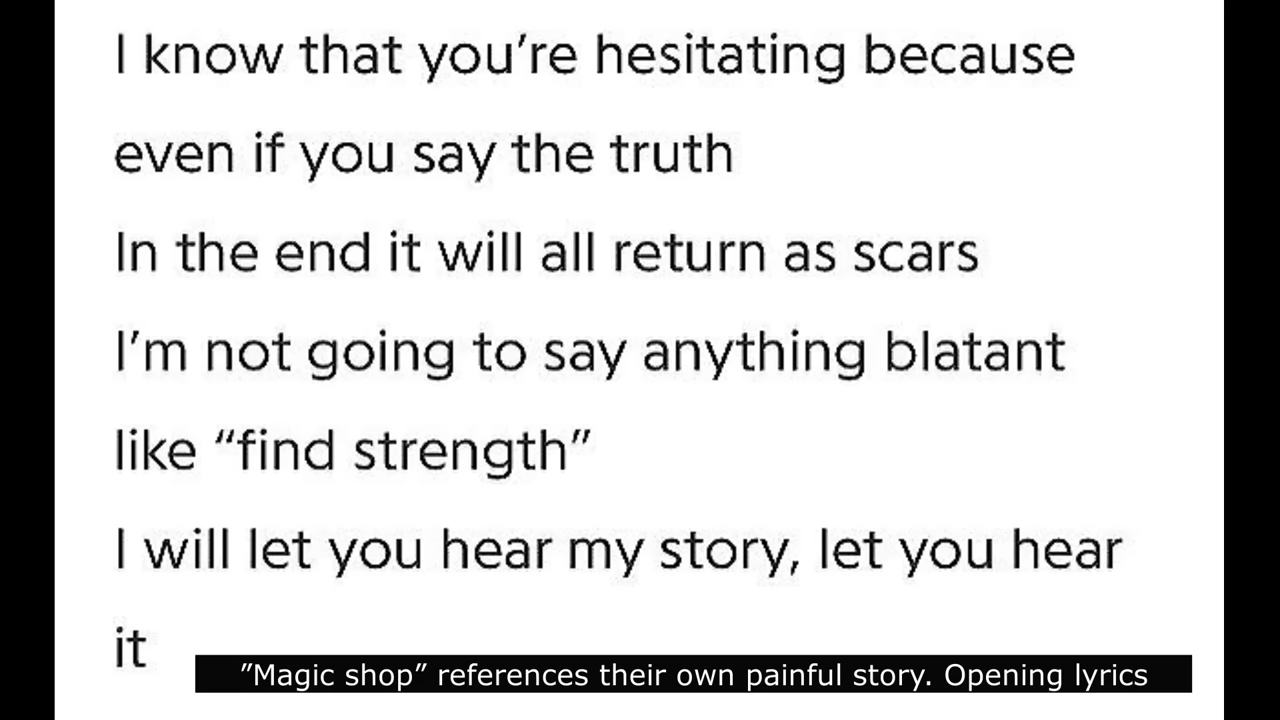 I know that you’re hesitating because
even if you say the truth
In the end it will all return as scars
I’m not going to say anything blatant
like “find strength”
I will let you hear my story, let you hear
it
”Magic shop” references their own painful story. Opening lyrics